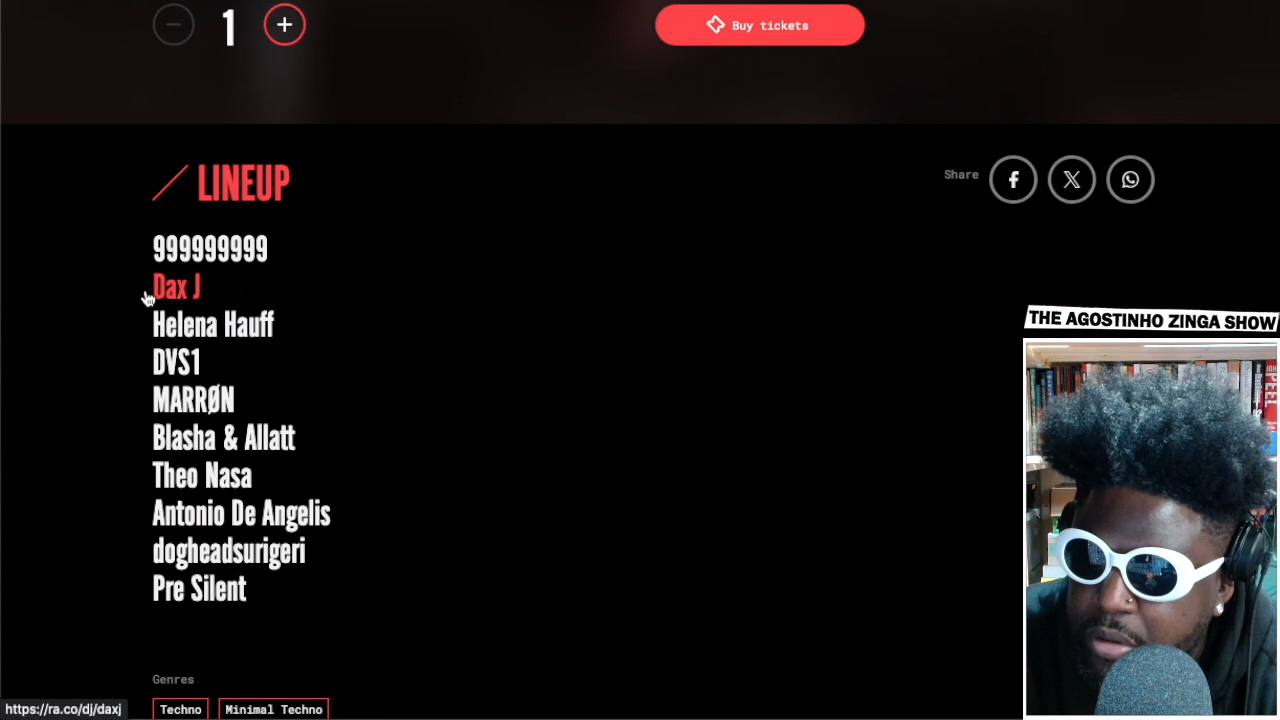 1
Buy tickets
LINEUP
Share
999999999
Dax J
Helena Hauff
DVS1
MARRØN
Blasha & Allatt
Theo Nasa
Antonio De Angelis
dogheadsurigeri
Pre Silent
THE AGOSTINHO ZINGA SHOW
Genres
Techno
Minimal Techno
https://ra.co/dj/daxj